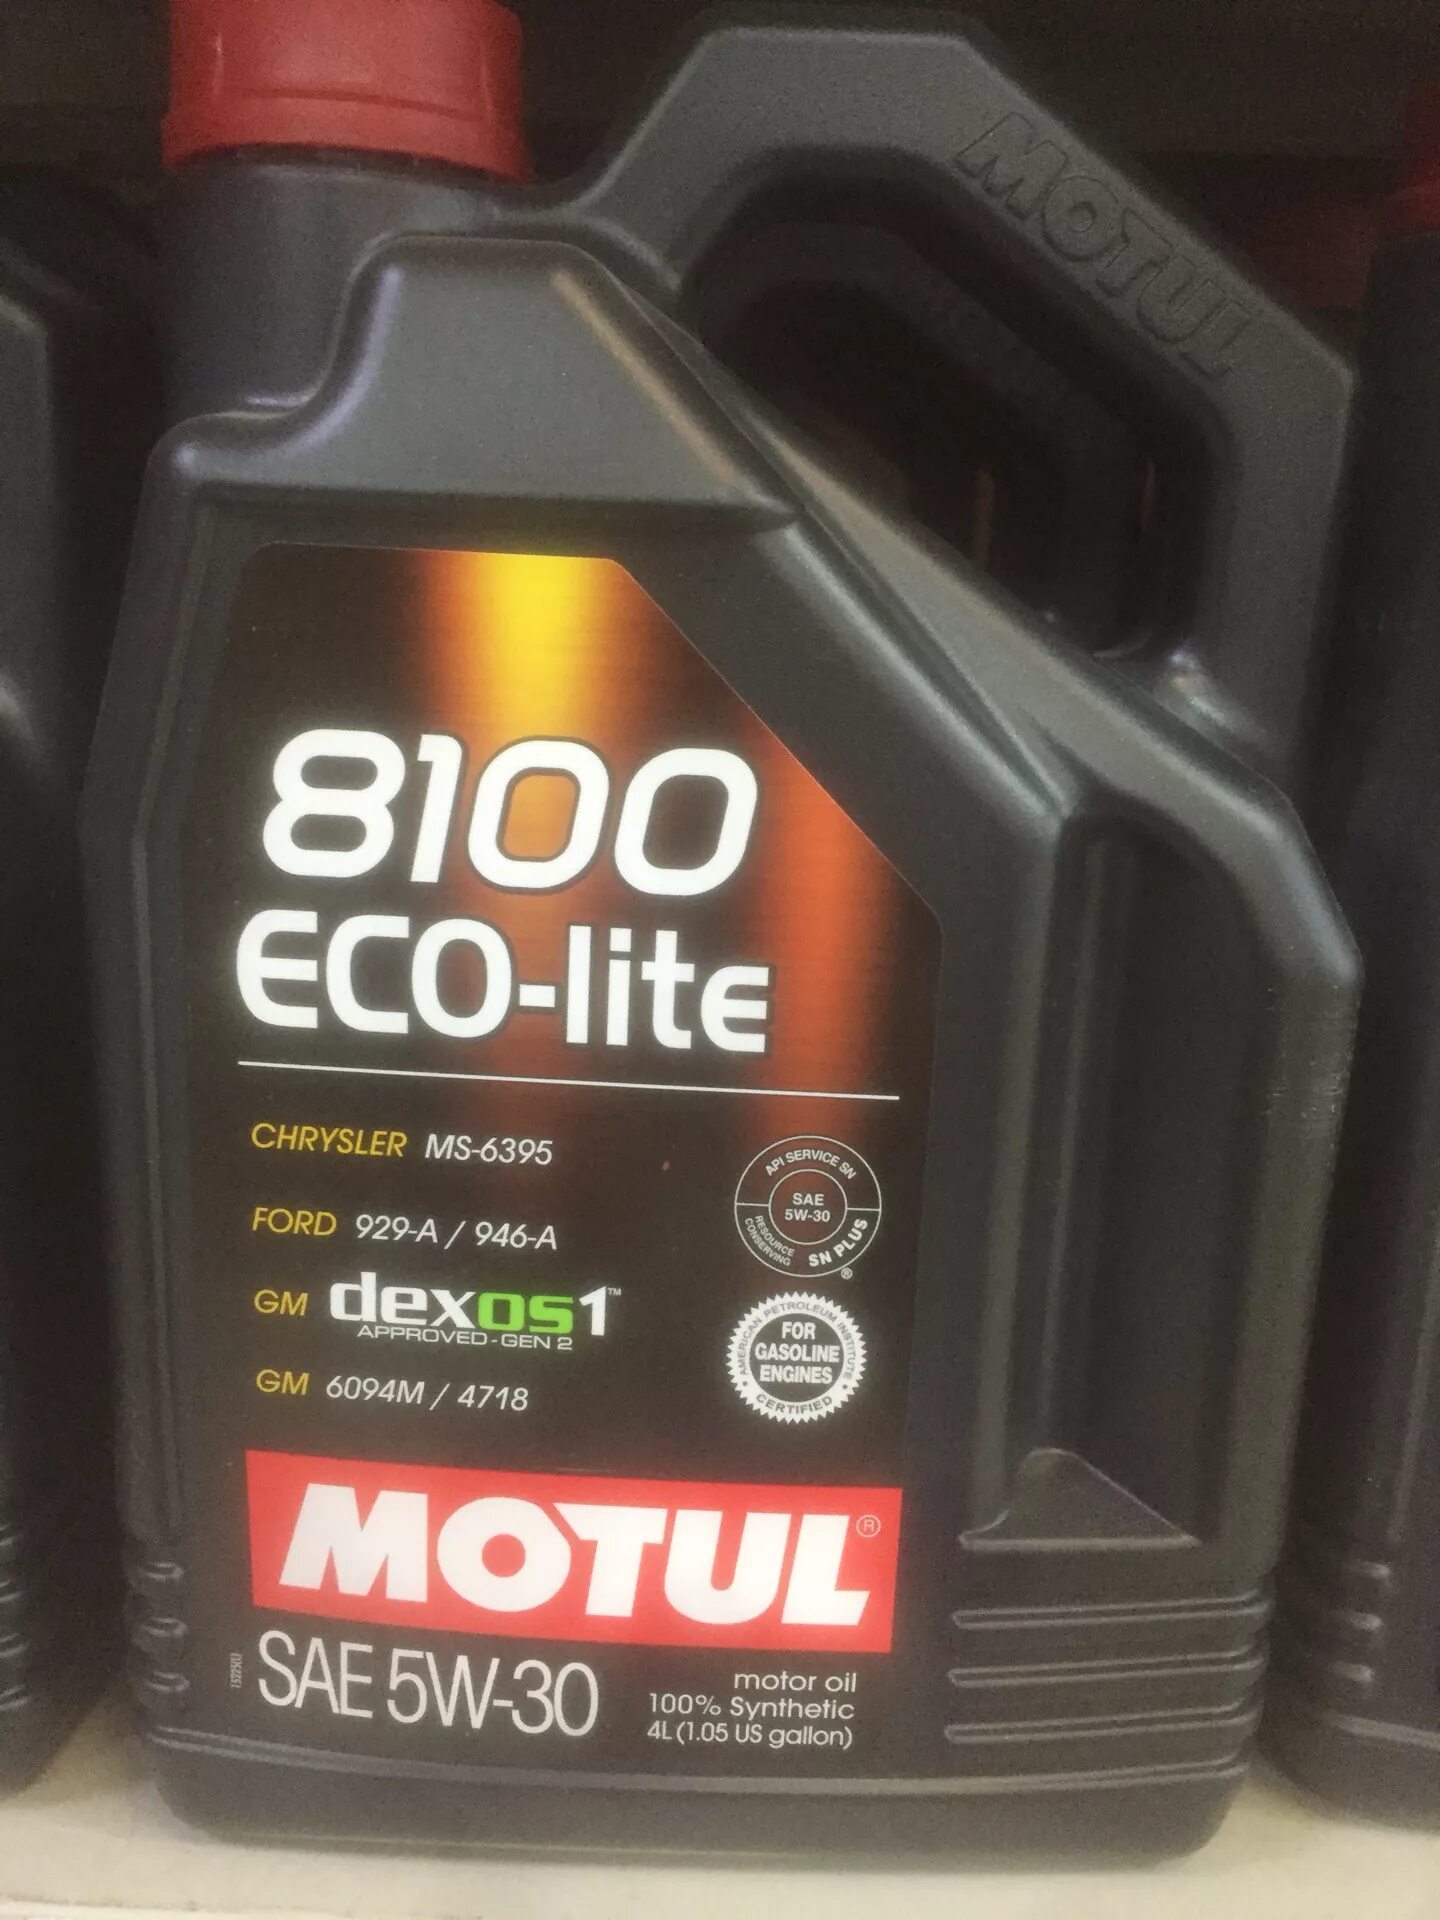 MOTUL
8100
ECO-lite
CHRYSLER MS-6395
FORD 929-A / 946-A
GM dexos1™
APPROVED-GEN 2
GM 6094M / 4718
API SERVICE SN
SAE
5W-30
RESOURCE
CONSERVING
SN PLUS
®
AMERICAN PETROLEUM INSTITUTE
FOR
GASOLINE
ENGINES
CERTIFIED
MOTUL®
SAE 5W-30
motor oil
100% Synthetic
4L (1.05 US gallon)